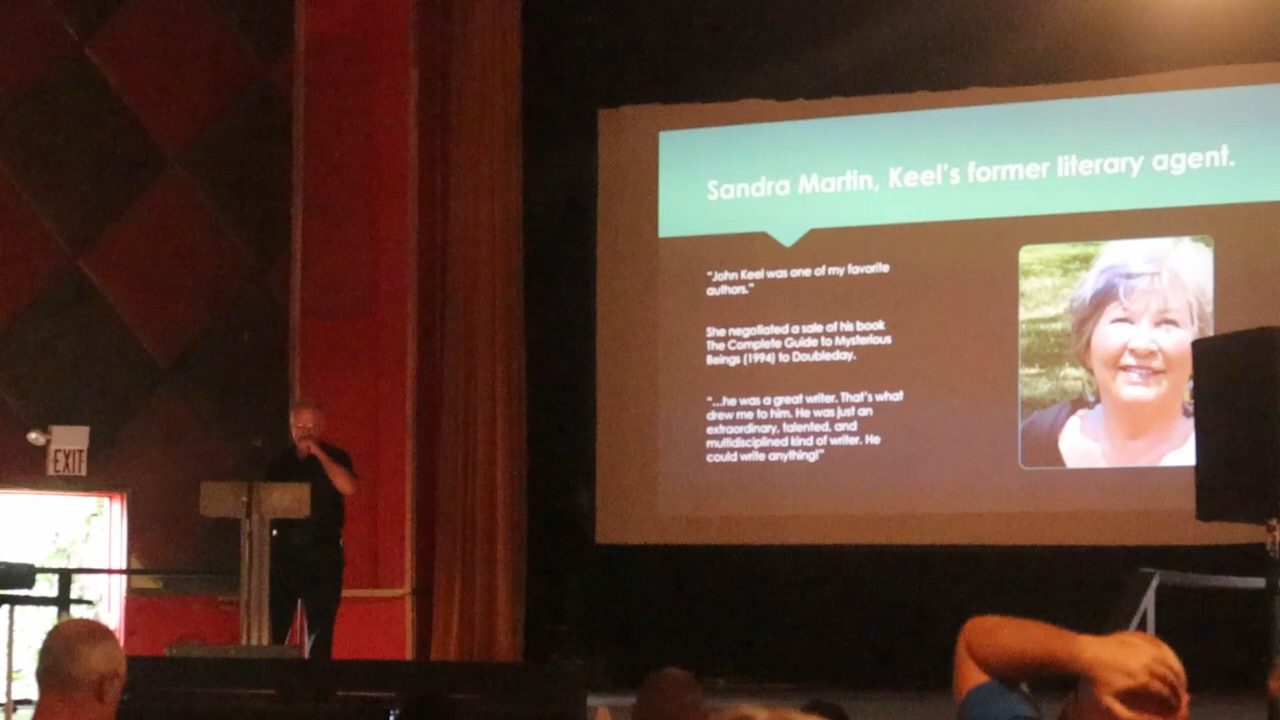 Sandra Martin, Keel's former literary agent.
"John Keel was one of my favorite
authors."
She negotiated a sale of his book
The Complete Guide to Mysterious
Beings (1994) to Doubleday.
"...he was a great writer. That's what
drew me to him. He was just an
extraordinary, talented, and
multidisciplined kind of writer. He
could write anything!"
EXIT